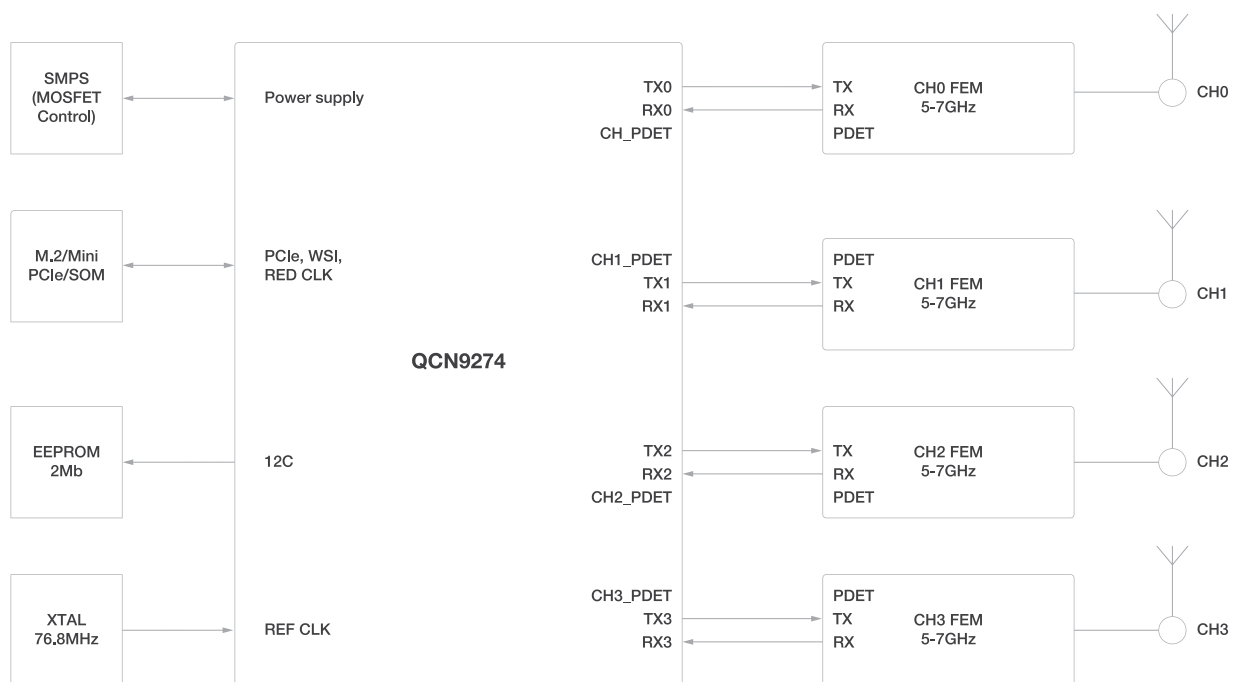 SMPS
(MOSFET
Control)
Power supply
TX0
RX0
CH_PDET
TX
RX
PDET
CH0 FEM
5-7GHz
CH0
M.2/Mini
PCIe/SOM
PCIe, WSI,
RED CLK
CH1_PDET
TX1
RX1
PDET
TX
RX
CH1 FEM
5-7GHz
CH1
QCN9274
EEPROM
2Mb
12C
TX2
RX2
CH2_PDET
TX
RX
PDET
CH2 FEM
5-7GHz
CH2
XTAL
76.8MHz
REF CLK
CH3_PDET
TX3
RX3
PDET
TX
RX
CH3 FEM
5-7GHz
CH3